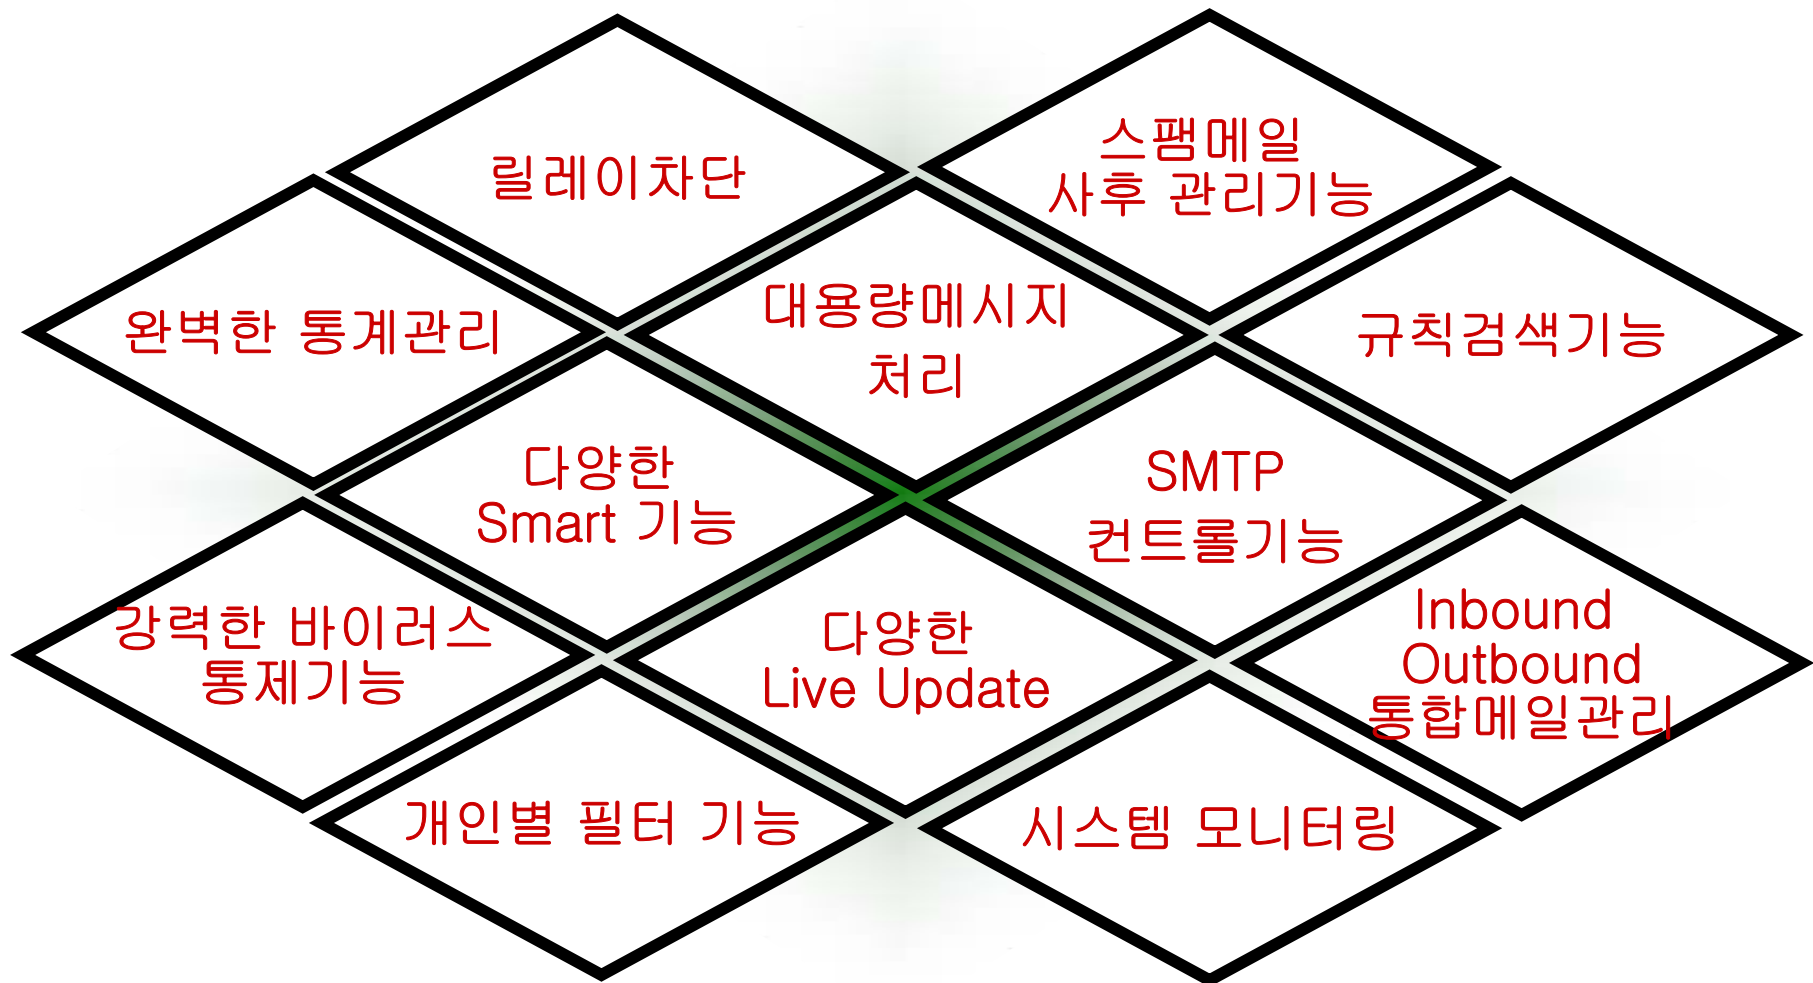 릴레이차단
스팸메일
사후 관리기능
완벽한 통계관리
대용량메시지
처리
규칙검색기능
다양한
Smart 기능
SMTP
컨트롤기능
강력한 바이러스
통제기능
다양한
Live Update
Inbound
Outbound
통합메일관리
개인별 필터 기능
시스템 모니터링